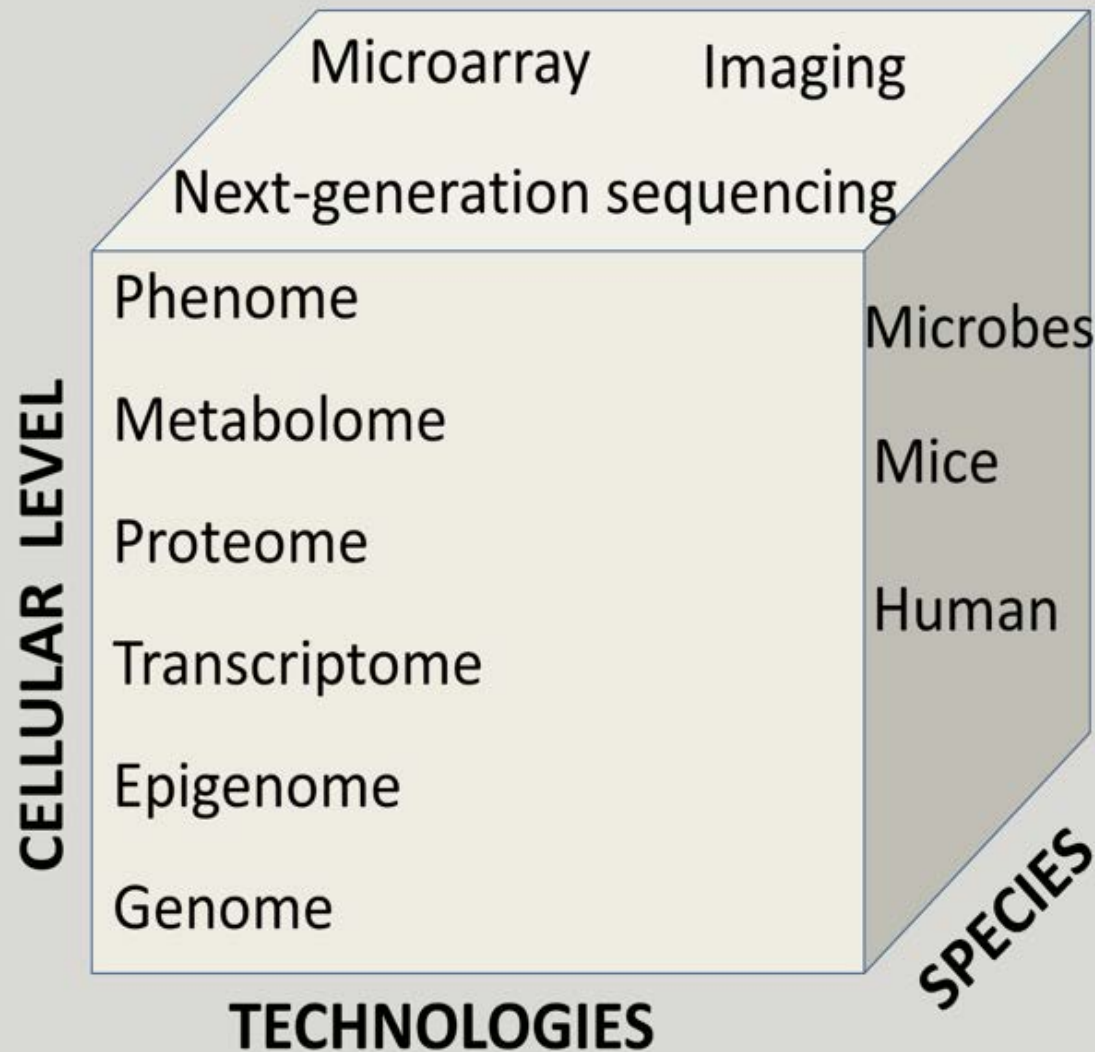 Microarray Imaging
Next-generation sequencing
Phenome
Metabolome
Proteome
Transcriptome
Epigenome
Genome
Microbes
Mice
Human
CELLULAR LEVEL
TECHNOLOGIES
SPECIES